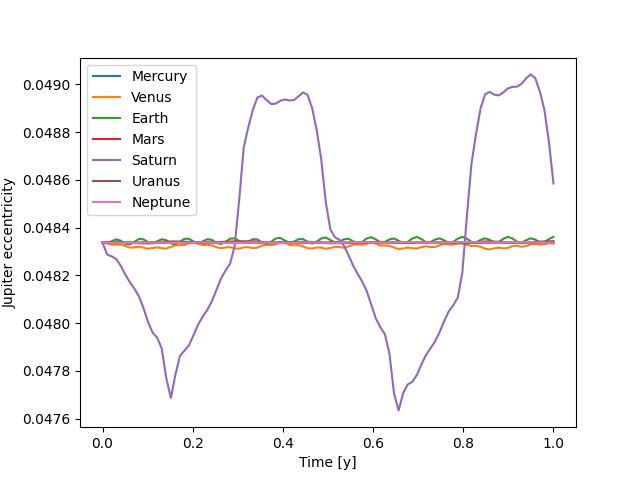 Jupiter eccentricity
0.0490
0.0488
0.0486
0.0484
0.0482
0.0480
0.0478
0.0476
Mercury
Venus
Earth
Mars
Saturn
Uranus
Neptune
0.0
0.2
0.4
0.6
0.8
1.0
Time [y]